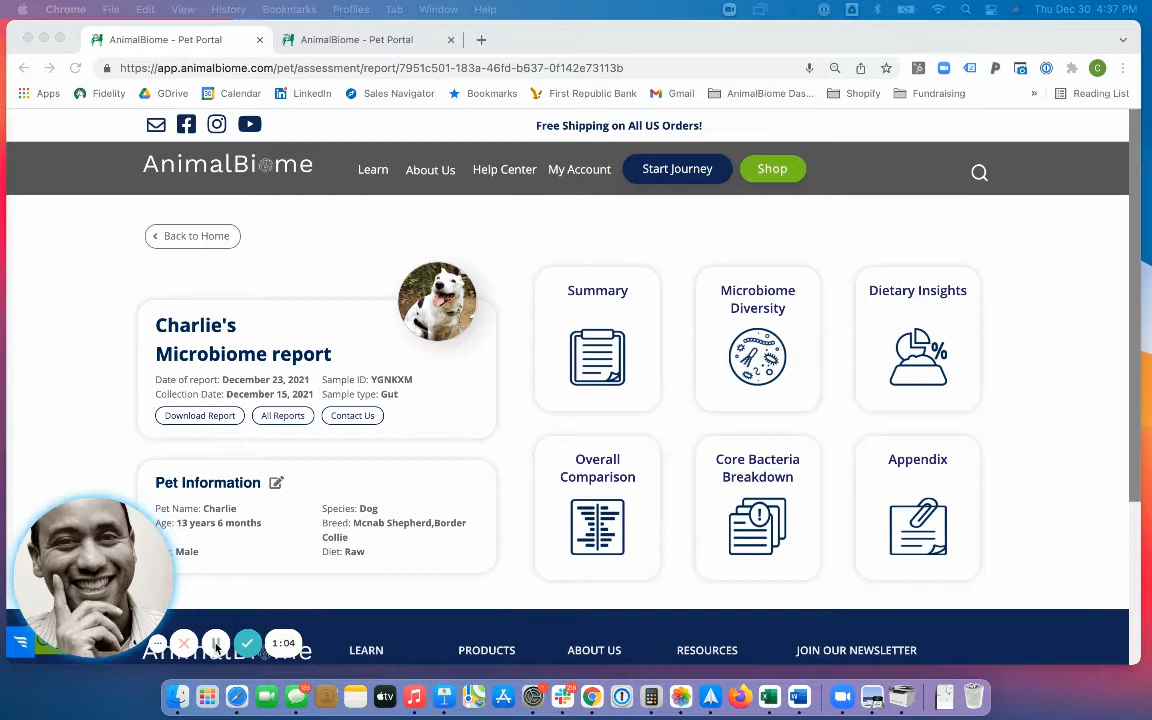 Chrome File Edit View History Bookmarks Profiles Tab Window Help Thu Dec 30 4:37 PM
AnimalBiome - Pet Portal AnimalBiome - Pet Portal
https://app.animalbiome.com/pet/assessment/report/7951c501-183a-46fd-b637-0f142e73113b
Apps Fidelity GDrive Calendar LinkedIn Sales Navigator Bookmarks First Republic Bank Gmail AnimalBiome Das... Shopify Fundraising » Reading List
Free Shipping on All US Orders!
AnimalBiome Learn About Us Help Center My Account Start Journey Shop
Back to Home
Charlie's
Microbiome report
Date of report: December 23, 2021 Sample ID: YGNKXM
Collection Date: December 15, 2021 Sample type: Gut
Download Report All Reports Contact Us
Summary
Microbiome
Diversity
Dietary Insights
Overall
Comparison
Core Bacteria
Breakdown
Appendix
Pet Information
Pet Name: Charlie Species: Dog
Age: 13 years 6 months Breed: Mcnab Shepherd,Border
Collie
Male Diet: Raw
1:04
AnimalBiome LEARN PRODUCTS ABOUT US RESOURCES JOIN OUR NEWSLETTER